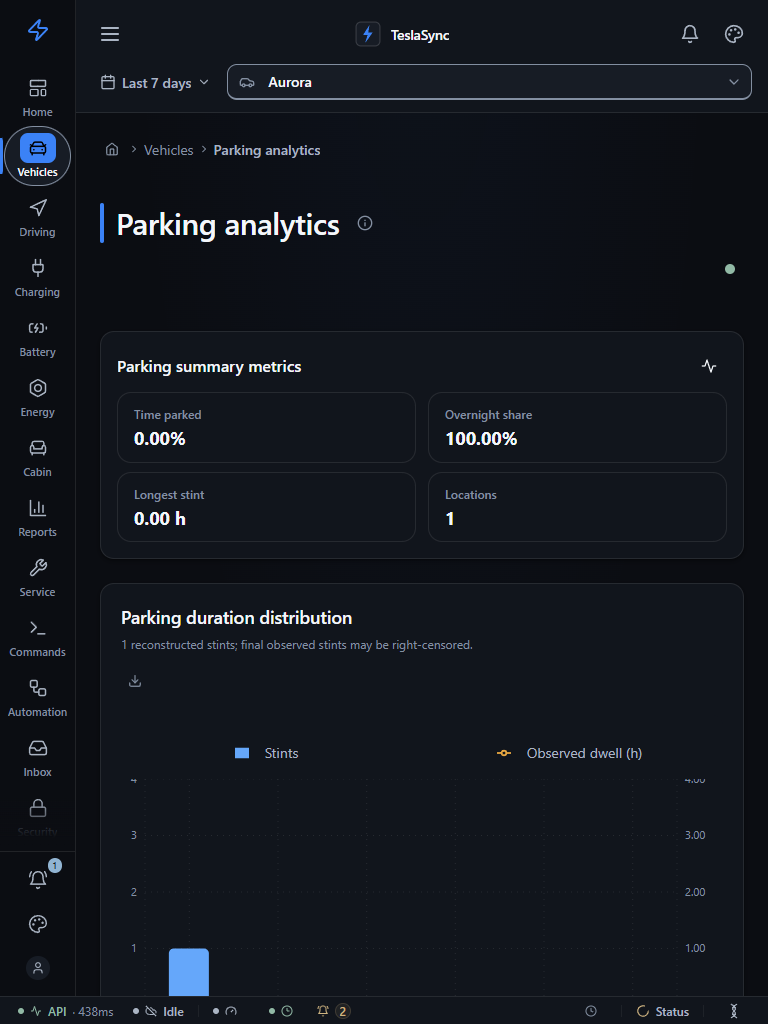 TeslaSync
Last 7 days
Aurora
Home
Vehicles
Driving
Charging
Battery
Energy
Cabin
Reports
Service
Commands
Automation
Inbox
Security
1
Vehicles
Parking analytics
Parking analytics
Parking summary metrics
Time parked
0.00%
Overnight share
100.00%
Longest stint
0.00 h
Locations
1
Parking duration distribution
1 reconstructed stints; final observed stints may be right-censored.
Stints
Observed dwell (h)
4
4.00
3
3.00
2
2.00
1
1.00
API · 438ms
Idle
2
Status